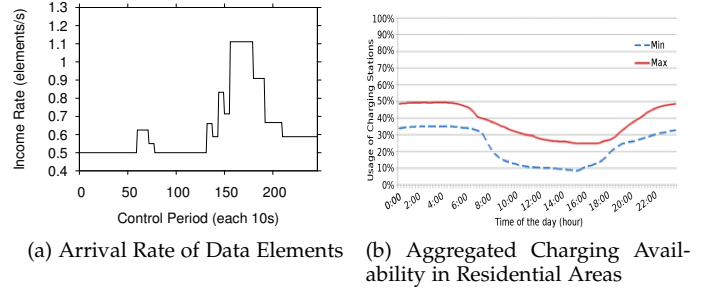 1.3
1.2
1.1
1
0.9
0.8
0.7
0.6
0.5
0.4
Income Rate (elements/s)
0 50 100 150 200
Control Period (each 10s)
(a) Arrival Rate of Data Elements
100%
90%
80%
70%
60%
50%
40%
30%
20%
10%
0%
Usage of Charging Stations
Min
Max
0:00 2:00 4:00 6:00 8:00 10:00 12:00 14:00 16:00 18:00 20:00 22:00
Time of the day (hour)
(b) Aggregated Charging Avail-
ability in Residential Areas